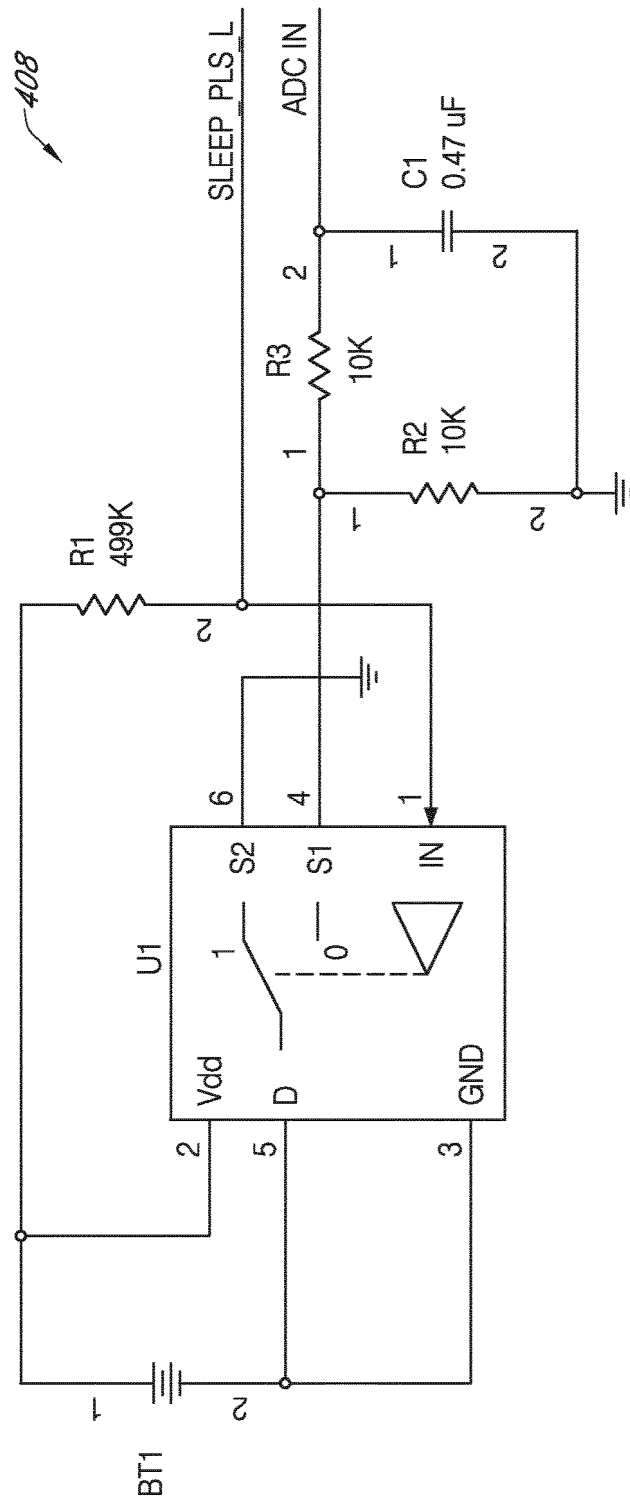 408
SLEEP_PLS_L
ADC IN
R1
499K
2
R3
10K
1
2
C1
0.47 uF
1
2
R2
10K
1
2
U1
Vdd
D
GND
S2
S1
IN
1
0
2
5
3
6
4
1
BT1
1
2